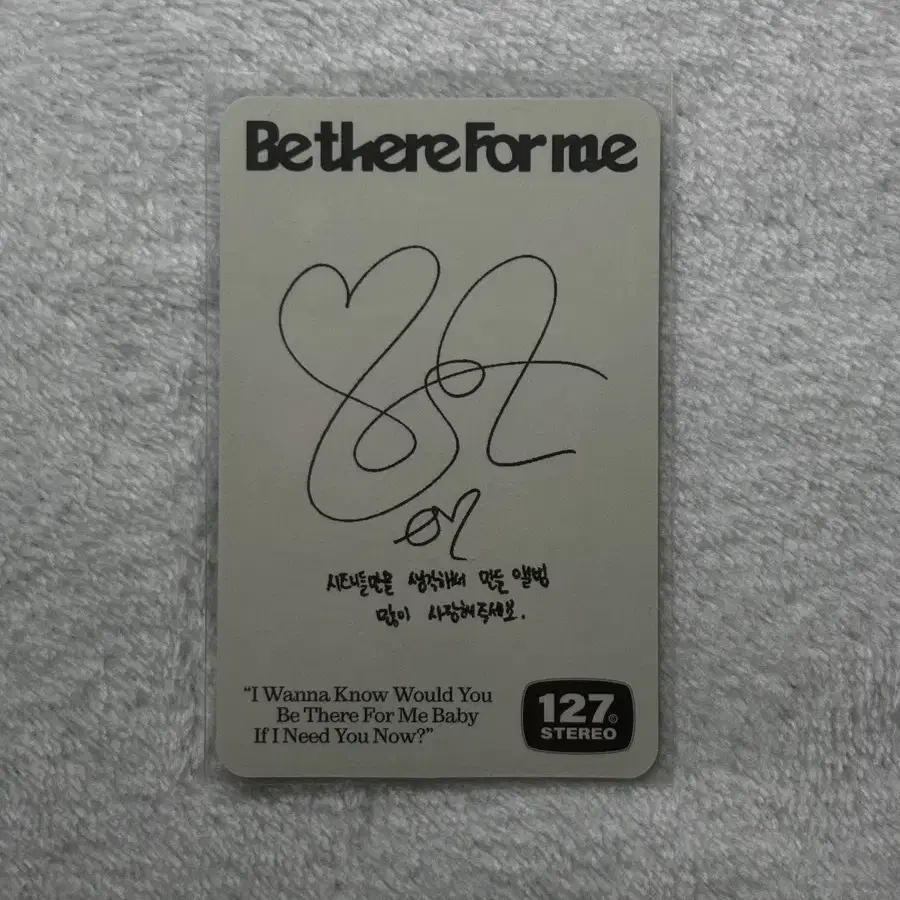 Be there For me
시즈니들만을 생각해서 만든 앨범
많이 사랑해주세요.
“I Wanna Know Would You
Be There For Me Baby
If I Need You Now?”
127©
STEREO